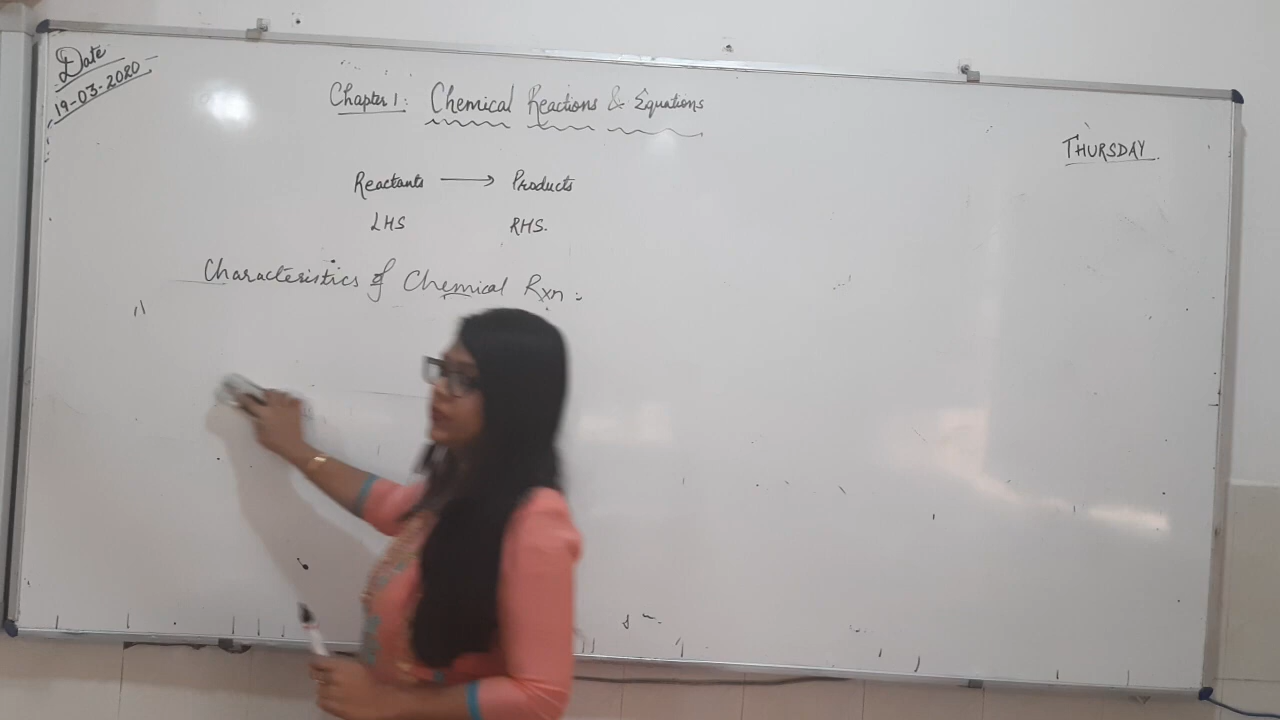 Date
19-03-2020
Chapter 1: Chemical Reactions & Equations
THURSDAY.
Reactants → Products
LHS RHS.
Characteristics of Chemical Rxn :